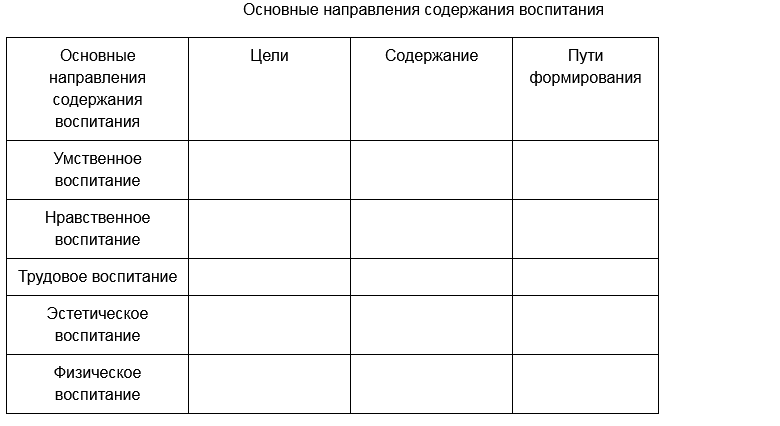 Основные направления содержания воспитания
Основные
направления
содержания
воспитания
Цели
Содержание
Пути
формирования
Умственное
воспитание
Нравственное
воспитание
Трудовое воспитание
Эстетическое
воспитание
Физическое
воспитание